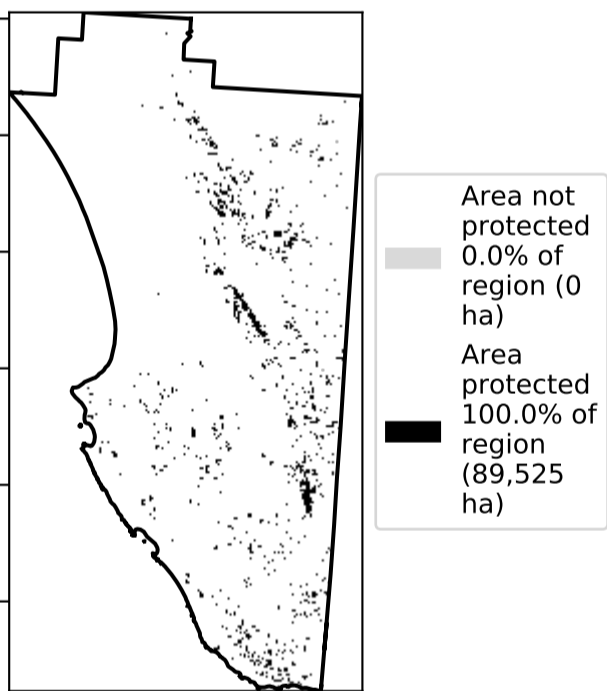 Area not
protected
0.0% of
region (0
ha)
Area
protected
100.0% of
region
(89,525
ha)